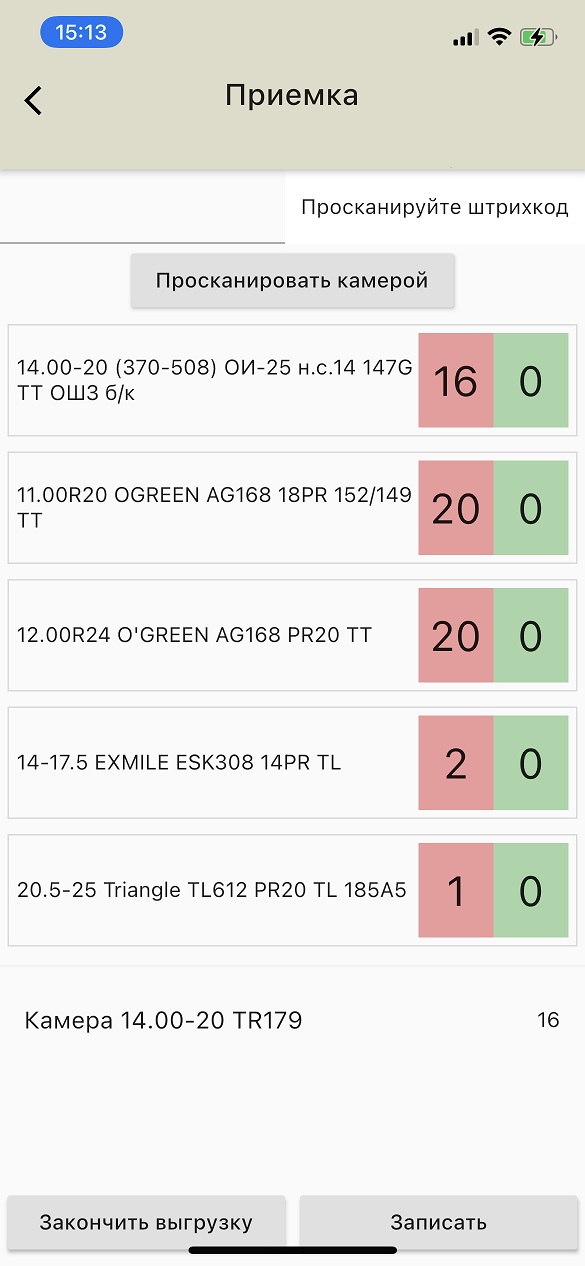 15:13
Приемка
Просканируйте штрихкод
Просканировать камерой
14.00-20 (370-508) ОИ-25 н.с.14 147G
ТТ ОШЗ б/к
16 0
11.00R20 OGREEN AG168 18PR 152/149
TT
20 0
12.00R24 O'GREEN AG168 PR20 TT
20 0
14-17.5 EXMILE ESK308 14PR TL
2 0
20.5-25 Triangle TL612 PR20 TL 185A5
1 0
Камера 14.00-20 TR179
16
Закончить выгрузку
Записать